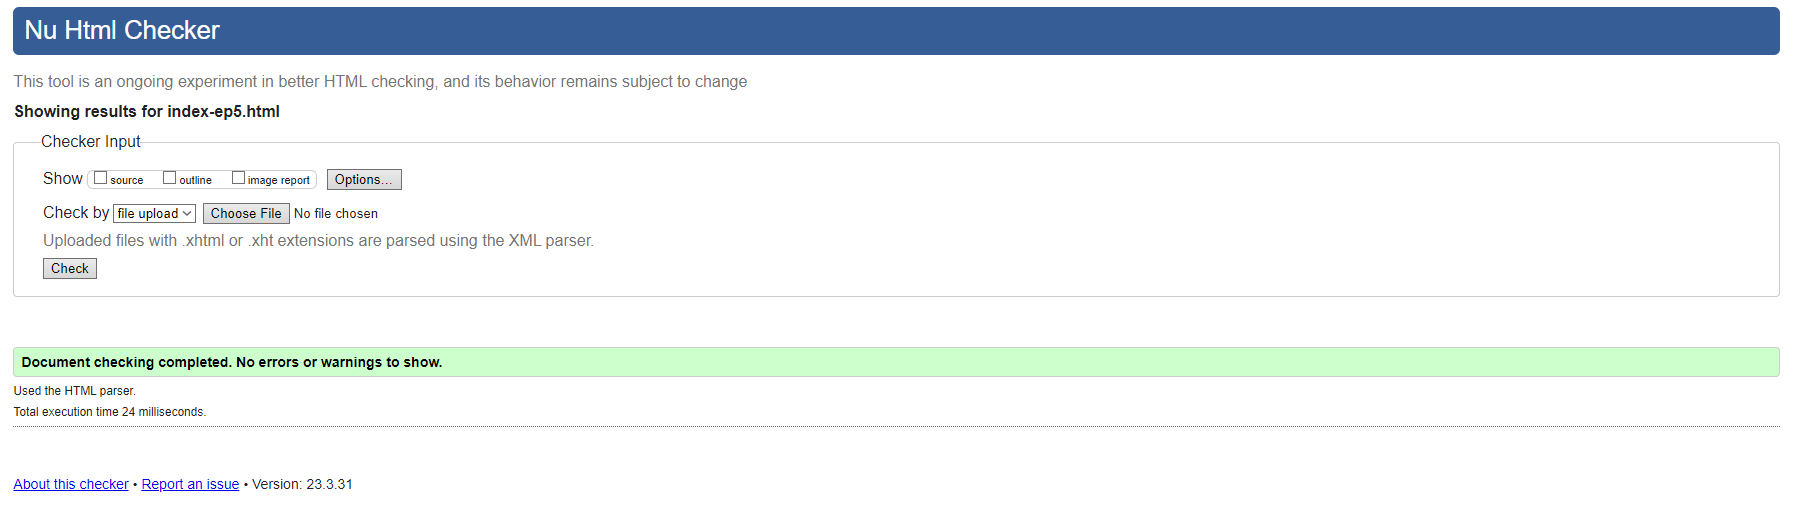 Nu Html Checker
This tool is an ongoing experiment in better HTML checking, and its behavior remains subject to change
Showing results for index-ep5.html
Checker Input
Show source outline image report Options...
Check by file upload Choose File No file chosen
Uploaded files with .xhtml or .xht extensions are parsed using the XML parser.
Check
Document checking completed. No errors or warnings to show.
Used the HTML parser.
Total execution time 24 milliseconds.
About this checker • Report an issue • Version: 23.3.31